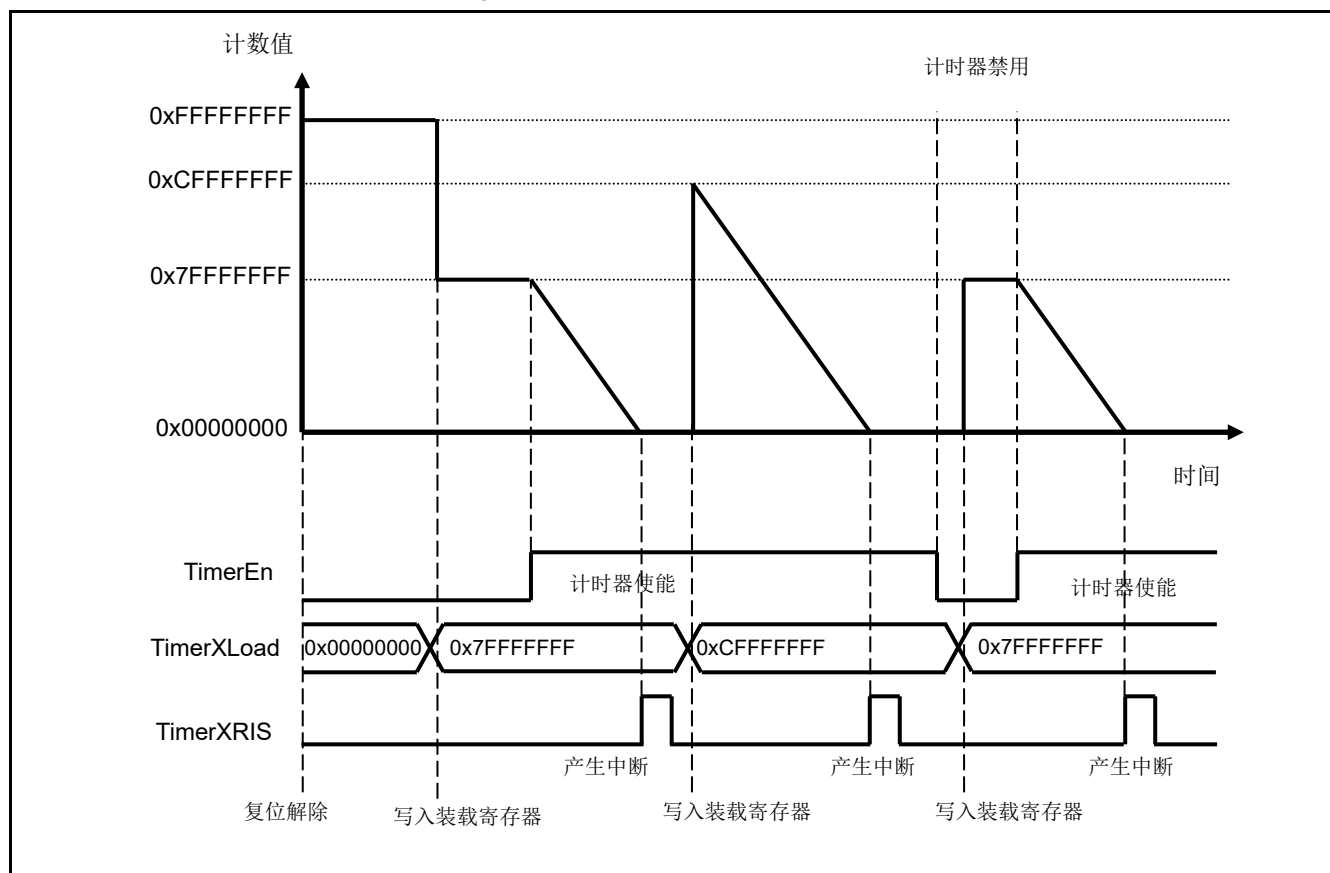 计数值
计时器禁用
0xFFFFFFFF
0xCFFFFFFF
0x7FFFFFFF
0x00000000
时间
TimerEn
计时器使能
计时器使能
TimerXLoad
0x00000000
0x7FFFFFFF
0xCFFFFFFF
0x7FFFFFFF
TimerXRIS
产生中断
产生中断
产生中断
复位解除
写入装载寄存器
写入装载寄存器
写入装载寄存器